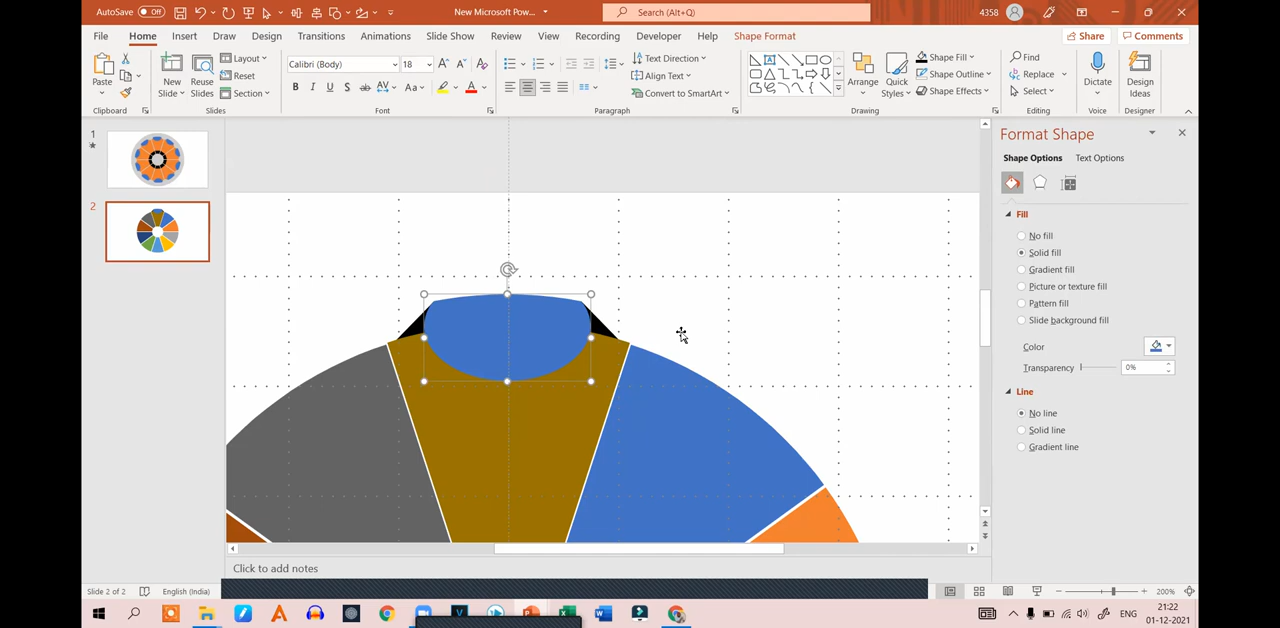 AutoSave Off New Microsoft Pow... Search (Alt+Q) 4358
File Home Insert Draw Design Transitions Animations Slide Show Review View Recording Developer Help Shape Format Share Comments
Paste New Slide Reuse Slides Layout Reset Section
Calibri (Body) 18
B I U S ab AV Aa A
Text Direction Align Text Convert to SmartArt
Arrange Quick Styles Shape Fill Shape Outline Shape Effects
Find Replace Select Dictate Design Ideas
Clipboard Slides Font Paragraph Drawing Editing Voice Designer
1
2
Format Shape
Shape Options Text Options
Fill
No fill
Solid fill
Gradient fill
Picture or texture fill
Pattern fill
Slide background fill
Color
Transparency 0%
Line
No line
Solid line
Gradient line
Click to add notes
Slide 2 of 2 English (India) 200%
ENG 21:22
01-12-2021